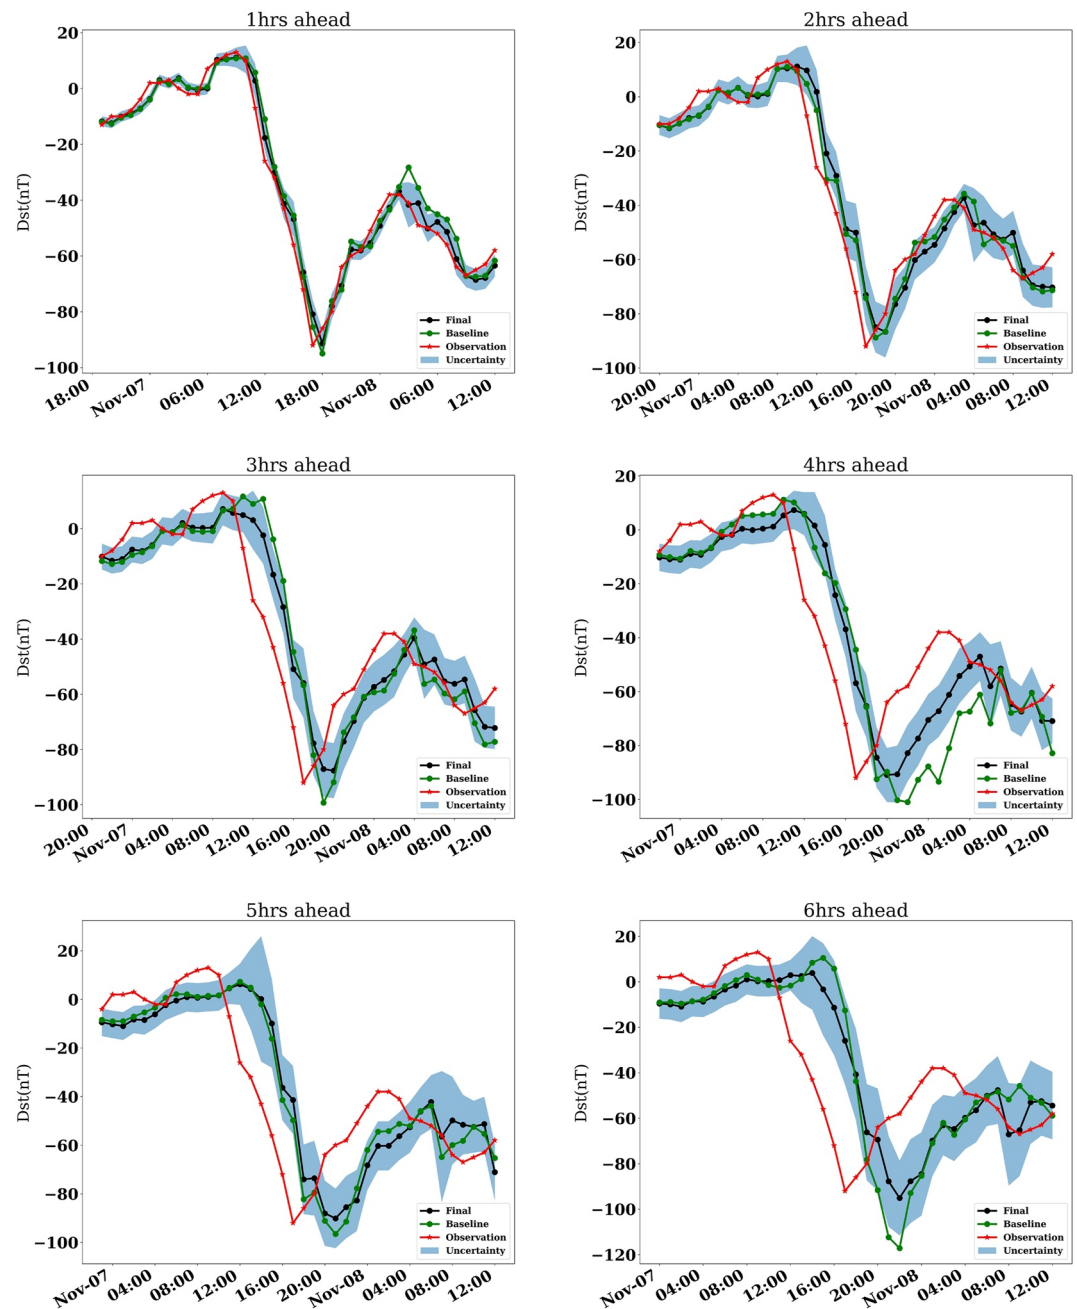 1hrs ahead
Dst(nT)
20
0
−20
−40
−60
−80
−100
Final
Baseline
Observation
Uncertainty
18:00
Nov-07
06:00
12:00
18:00
Nov-08
06:00
12:00
2hrs ahead
Dst(nT)
20
0
−20
−40
−60
−80
−100
Final
Baseline
Observation
Uncertainty
20:00
Nov-07
04:00
08:00
12:00
16:00
20:00
Nov-08
04:00
08:00
12:00
3hrs ahead
Dst(nT)
0
−20
−40
−60
−80
−100
Final
Baseline
Observation
Uncertainty
20:00
Nov-07
04:00
08:00
12:00
16:00
20:00
Nov-08
04:00
08:00
12:00
4hrs ahead
Dst(nT)
20
0
−20
−40
−60
−80
−100
Final
Baseline
Observation
Uncertainty
Nov-07
04:00
08:00
12:00
16:00
20:00
Nov-08
04:00
08:00
12:00
5hrs ahead
Dst(nT)
20
0
−20
−40
−60
−80
−100
Final
Baseline
Observation
Uncertainty
Nov-07
04:00
08:00
12:00
16:00
20:00
Nov-08
04:00
08:00
12:00
6hrs ahead
Dst(nT)
20
0
−20
−40
−60
−80
−100
−120
Final
Baseline
Observation
Uncertainty
Nov-07
04:00
08:00
12:00
16:00
20:00
Nov-08
04:00
08:00
12:00